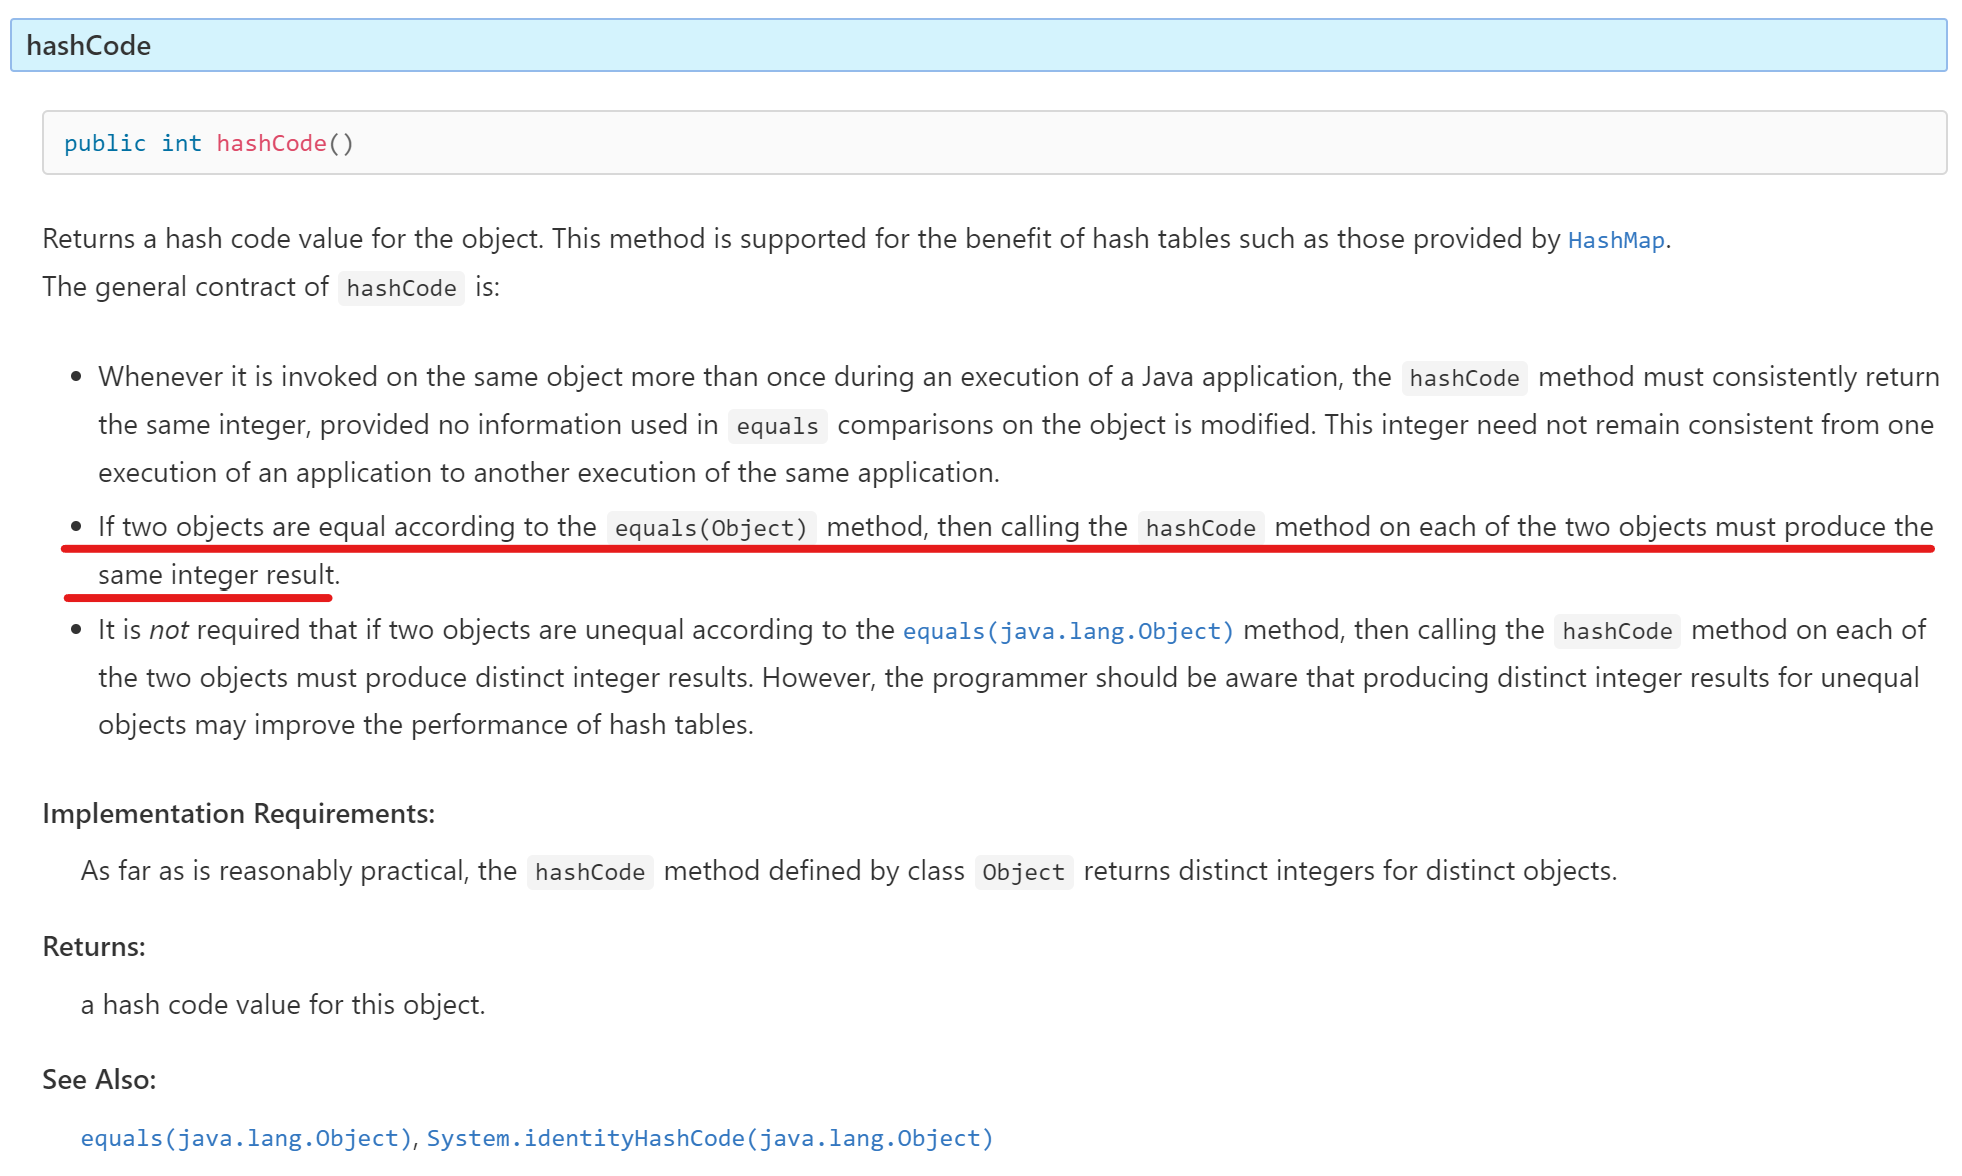 hashCode
public int hashCode()
Returns a hash code value for the object. This method is supported for the benefit of hash tables such as those provided by HashMap.
The general contract of hashCode is:
• Whenever it is invoked on the same object more than once during an execution of a Java application, the hashCode method must consistently return
the same integer, provided no information used in equals comparisons on the object is modified. This integer need not remain consistent from one
execution of an application to another execution of the same application.
• If two objects are equal according to the equals(Object) method, then calling the hashCode method on each of the two objects must produce the
same integer result.
• It is not required that if two objects are unequal according to the equals(java.lang.Object) method, then calling the hashCode method on each of
the two objects must produce distinct integer results. However, the programmer should be aware that producing distinct integer results for unequal
objects may improve the performance of hash tables.
Implementation Requirements:
As far as is reasonably practical, the hashCode method defined by class Object returns distinct integers for distinct objects.
Returns:
a hash code value for this object.
See Also:
equals(java.lang.Object), System.identityHashCode(java.lang.Object)